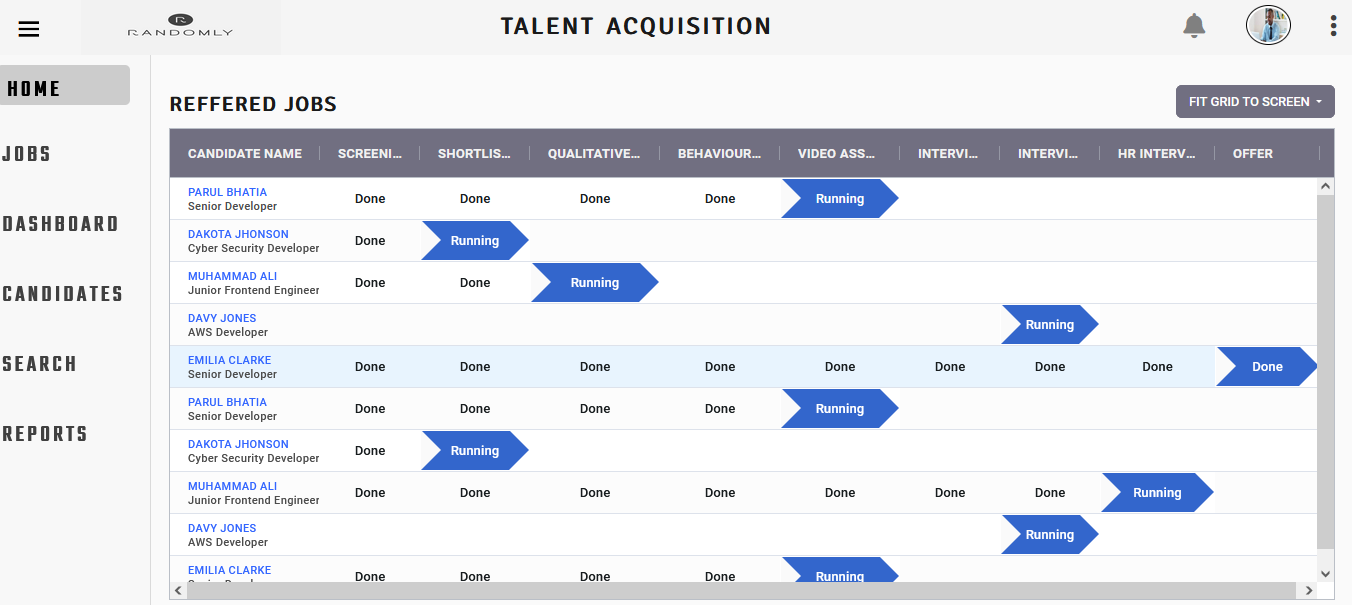 RANDOMLY
TALENT ACQUISITION
HOME
JOBS
DASHBOARD
CANDIDATES
SEARCH
REPORTS
REFFERED JOBS
FIT GRID TO SCREEN
CANDIDATE NAME SCREENI... SHORTLIS... QUALITATIVE... BEHAVIOUR... VIDEO ASS... INTERVI... INTERVI... HR INTERV... OFFER
PARUL BHATIA
Senior Developer Done Done Done Done Running
DAKOTA JHONSON
Cyber Security Developer Done Running
MUHAMMAD ALI
Junior Frontend Engineer Done Done Running
DAVY JONES
AWS Developer Running
EMILIA CLARKE
Senior Developer Done Done Done Done Done Done Done Done Done
PARUL BHATIA
Senior Developer Done Done Done Done Running
DAKOTA JHONSON
Cyber Security Developer Done Running
MUHAMMAD ALI
Junior Frontend Engineer Done Done Done Done Done Done Done Running
DAVY JONES
AWS Developer Running
EMILIA CLARKE
Done Done Done Done Running